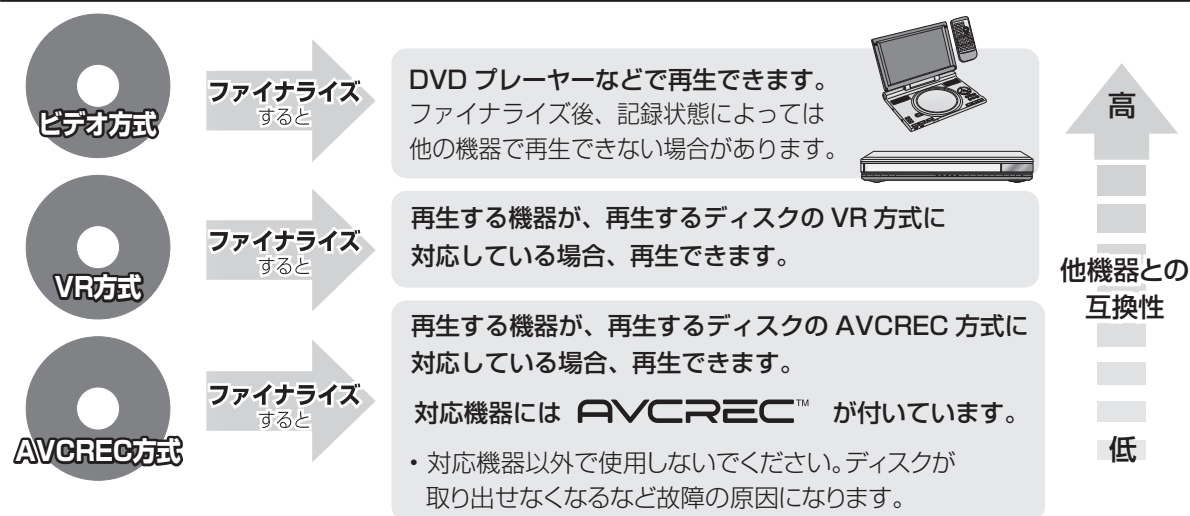 ビデオ方式
ファイナライズ
すると
DVD プレーヤーなどで再生できます。
ファイナライズ後、記録状態によっては
他の機器で再生できない場合があります。
VR方式
ファイナライズ
すると
再生する機器が、再生するディスクの VR 方式に
対応している場合、再生できます。
AVCREC方式
ファイナライズ
すると
再生する機器が、再生するディスクの AVCREC 方式に
対応している場合、再生できます。
対応機器には AVCREC™ が付いています。
・対応機器以外で使用しないでください。ディスクが
取り出せなくなるなど故障の原因になります。
高
他機器との
互換性
低